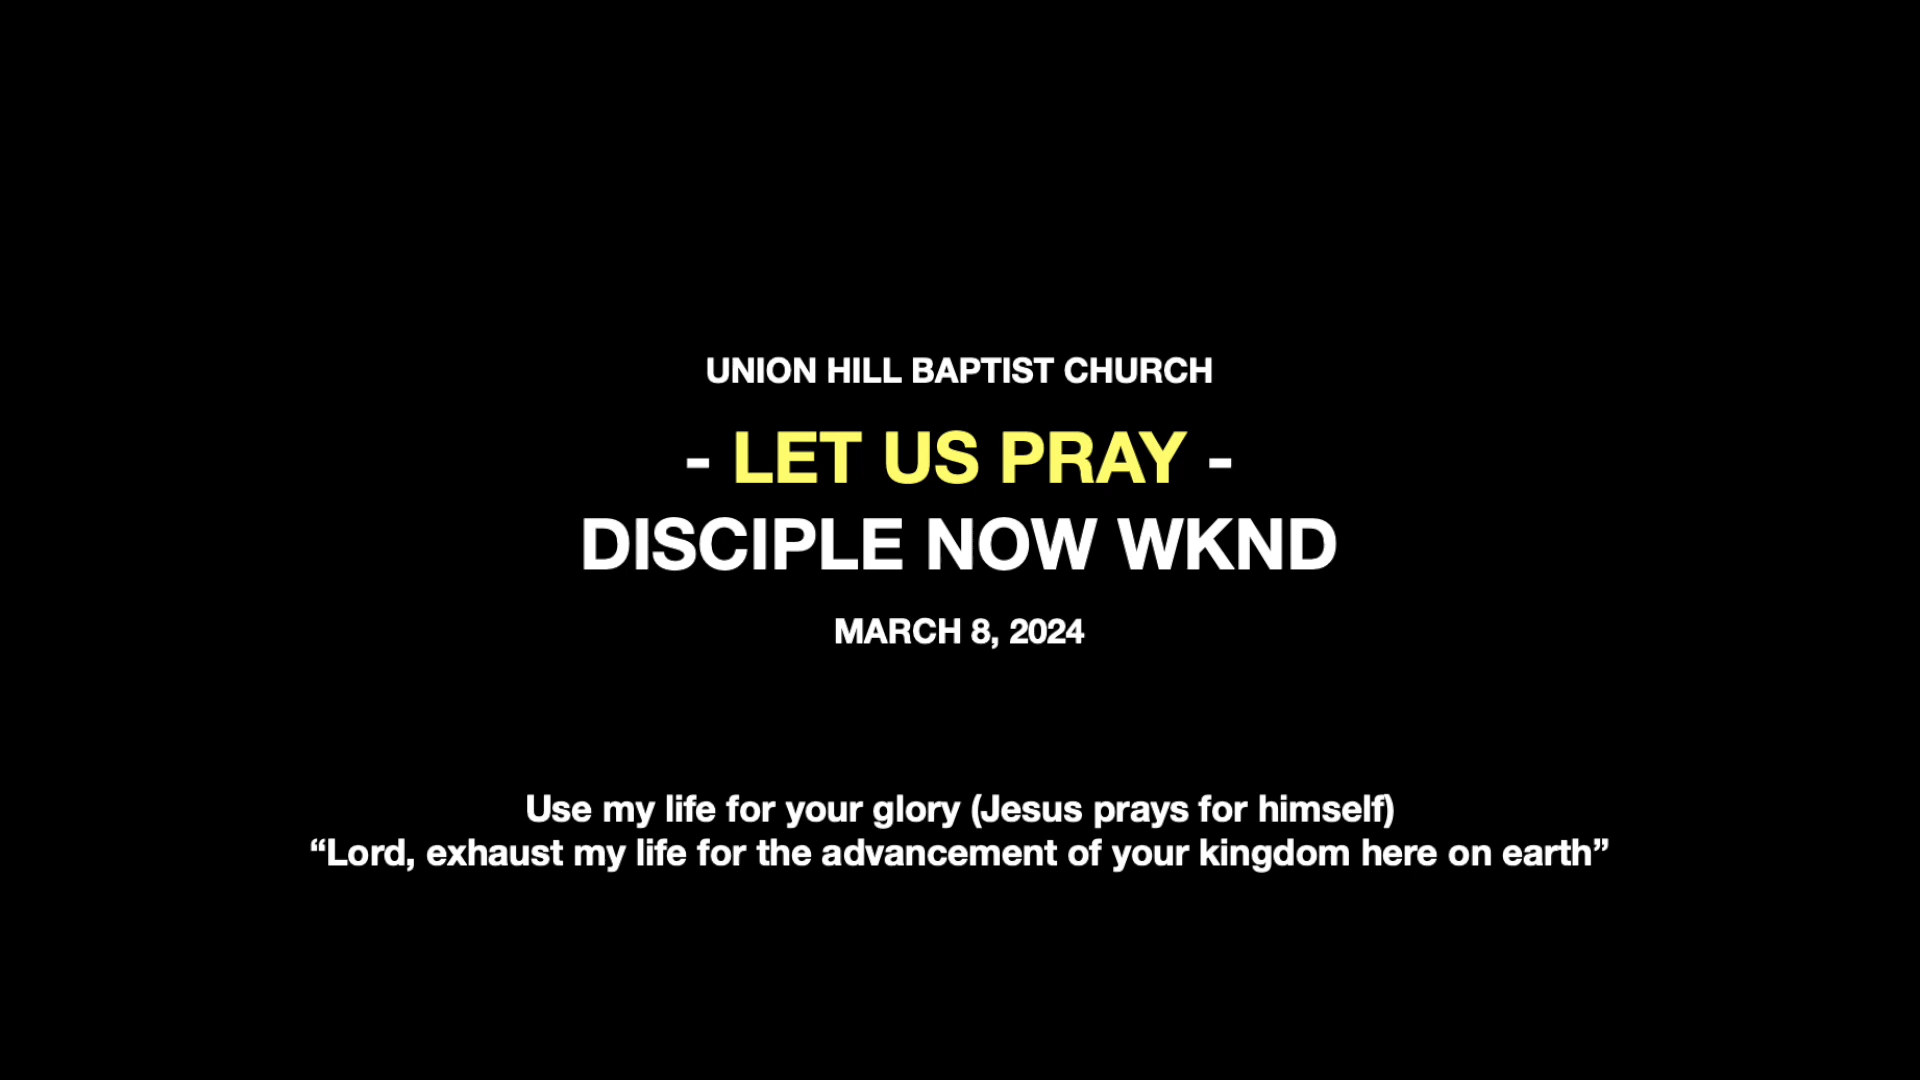 UNION HILL BAPTIST CHURCH
- LET US PRAY -
DISCIPLE NOW WKND
MARCH 8, 2024
Use my life for your glory (Jesus prays for himself)
“Lord, exhaust my life for the advancement of your kingdom here on earth”